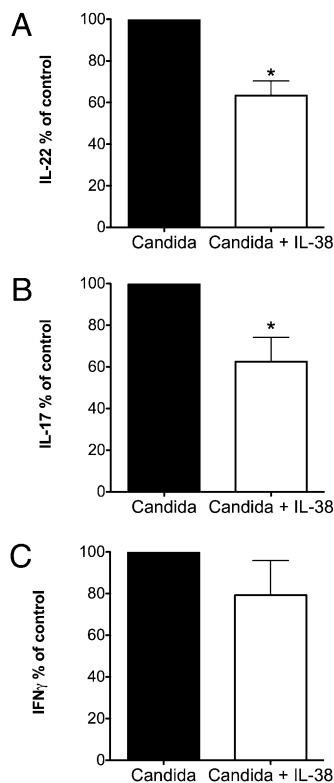 A
IL-22 % of control
100
80
60
40
20
0
*
Candida
Candida + IL-38
B
IL-17 % of control
100
80
60
40
20
0
*
Candida
Candida + IL-38
C
IFNγ % of control
100
80
60
40
20
0
Candida
Candida + IL-38